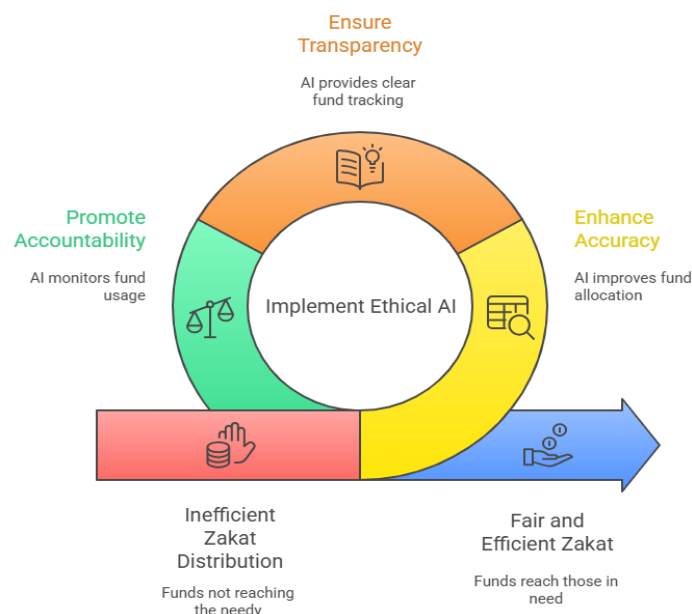 Ensure
Transparency
AI provides clear
fund tracking
Promote
Accountability
AI monitors fund
usage
Enhance
Accuracy
AI improves fund
allocation
Implement Ethical AI
Inefficient
Zakat
Distribution
Funds not reaching
the needy
Fair and
Efficient Zakat
Funds reach those in
need